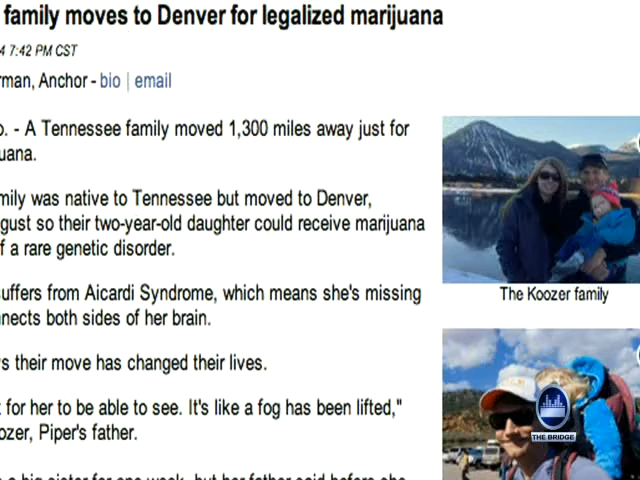 family moves to Denver for legalized marijuana
4 7:42 PM CST
rman, Anchor - bio | email
o. - A Tennessee family moved 1,300 miles away just for
uana.
mily was native to Tennessee but moved to Denver,
gust so their two-year-old daughter could receive marijuana
f a rare genetic disorder.
uffers from Aicardi Syndrome, which means she's missing
nnects both sides of her brain.
s their move has changed their lives.
t for her to be able to see. It's like a fog has been lifted,"
ozer, Piper's father.
The Koozer family
THE BRIDGE